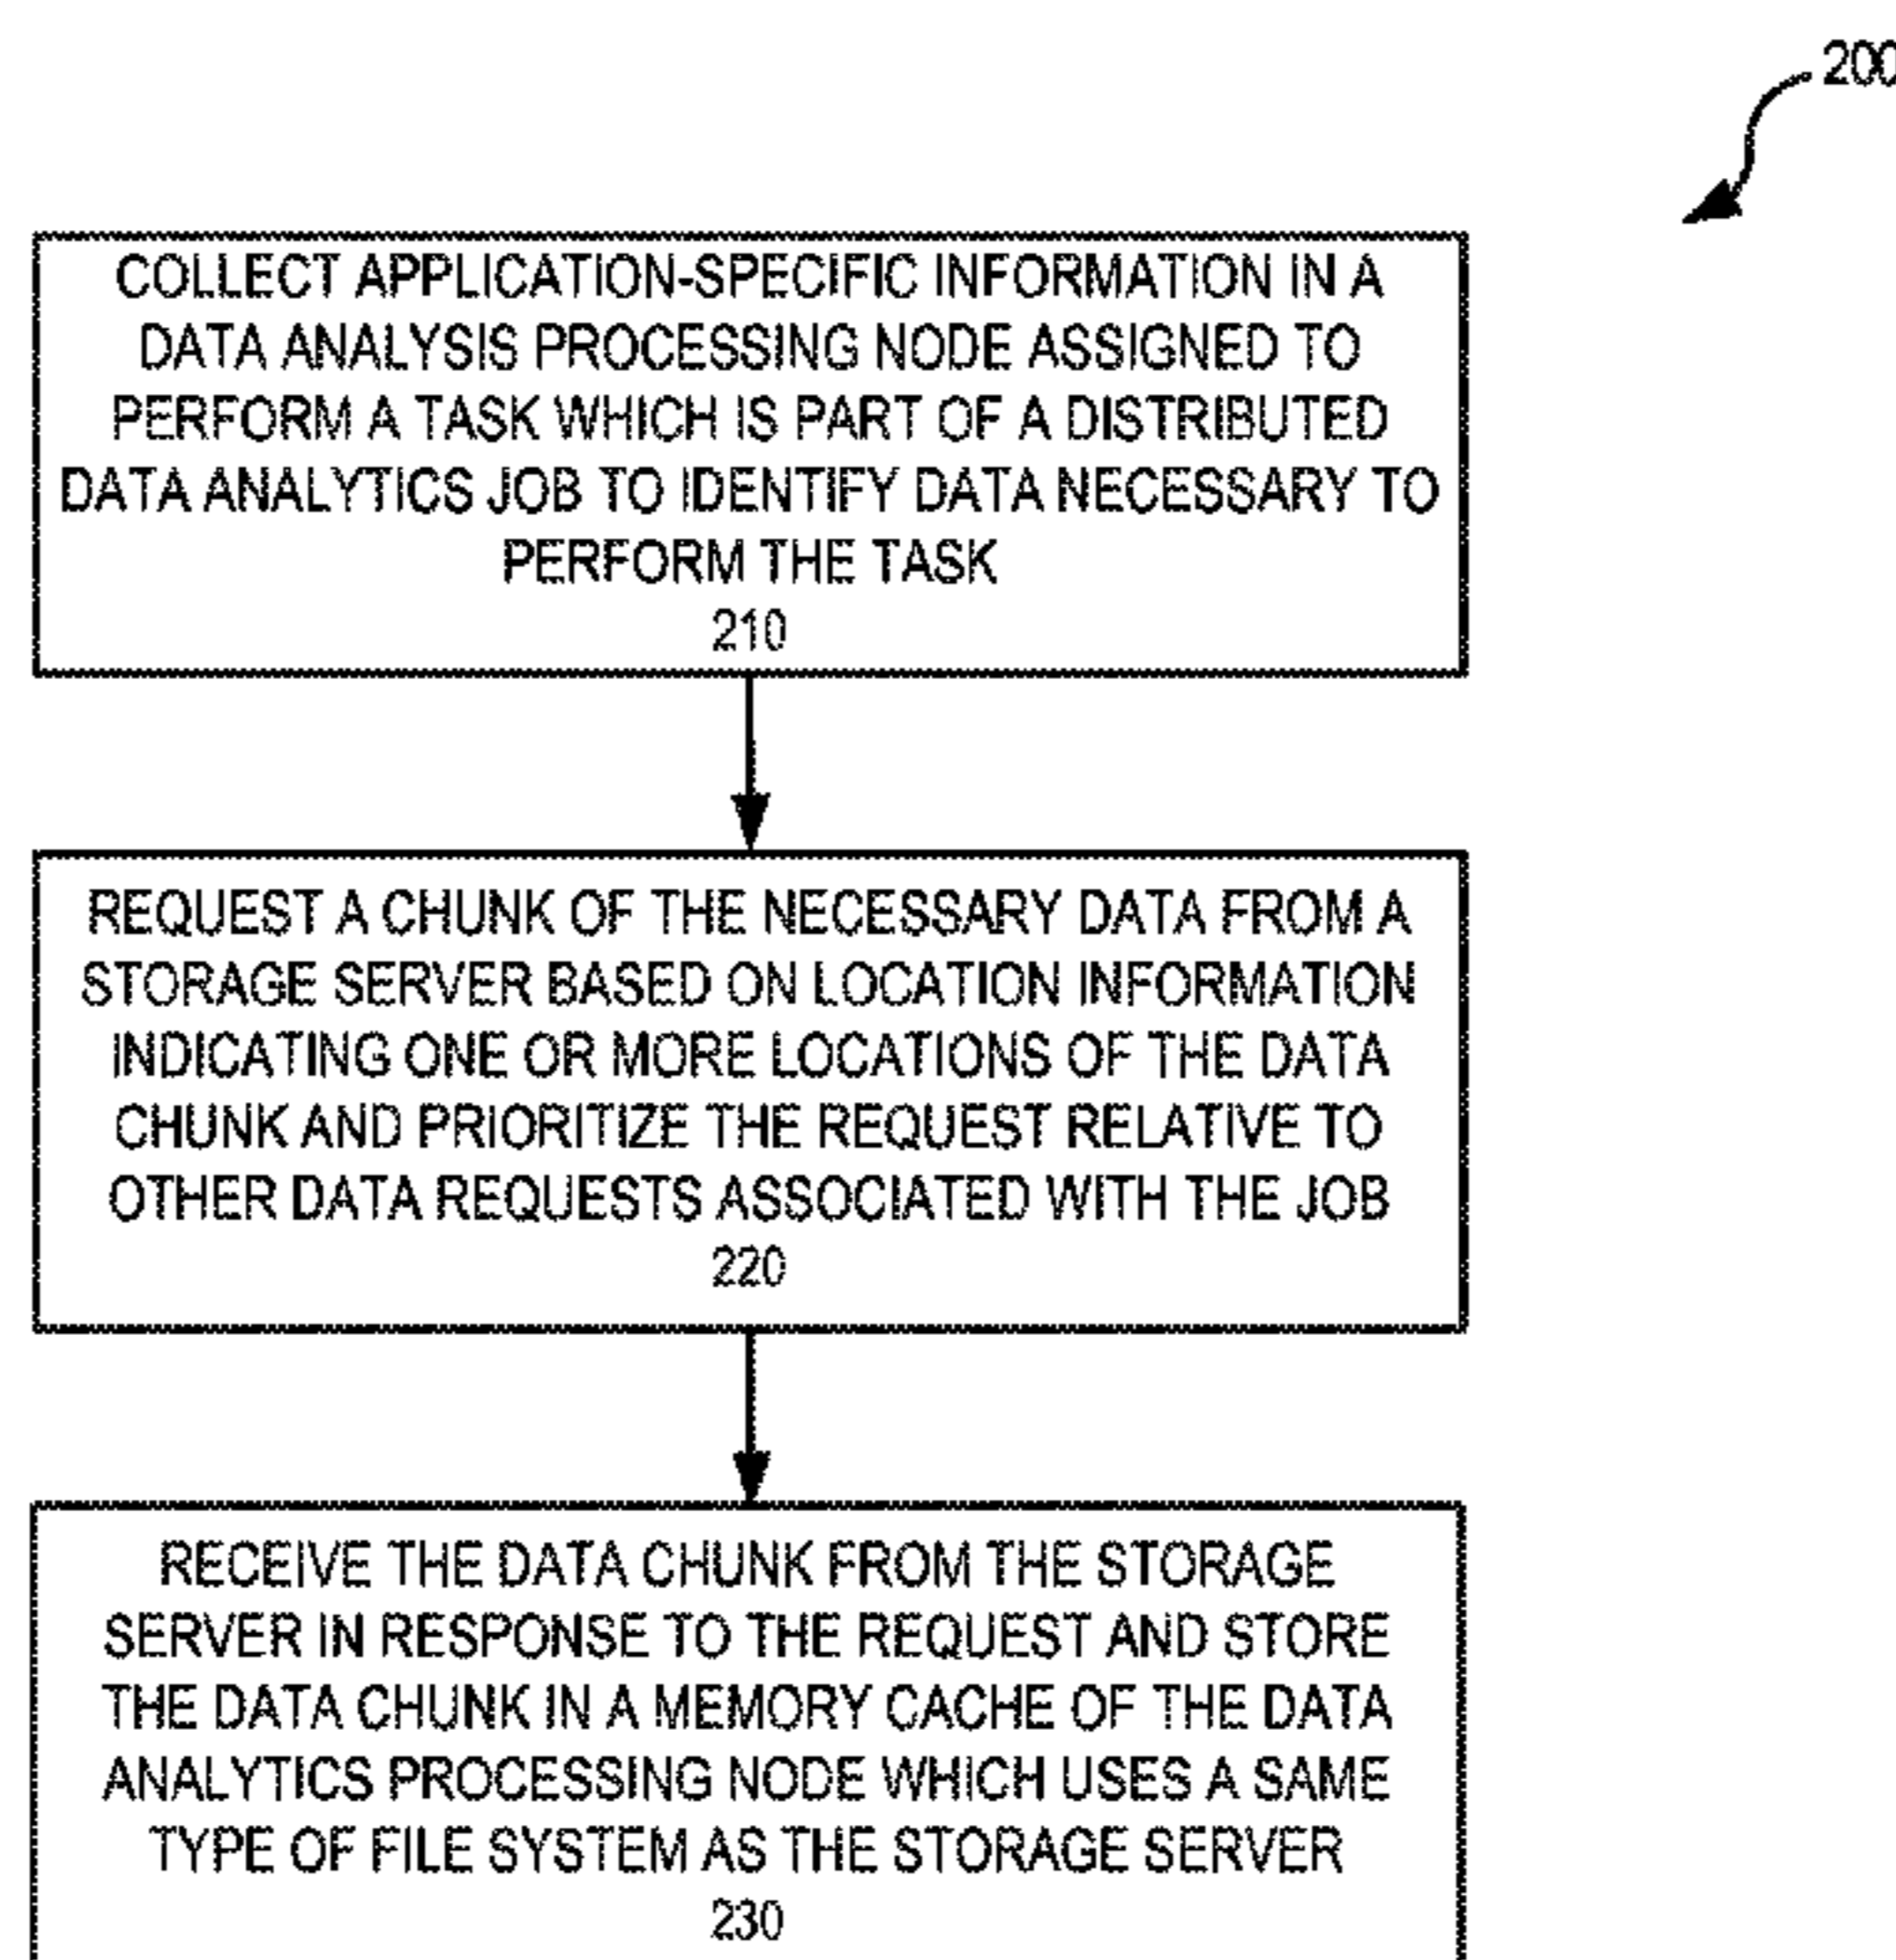 200
COLLECT APPLICATION-SPECIFIC INFORMATION IN A
DATA ANALYSIS PROCESSING NODE ASSIGNED TO
PERFORM A TASK WHICH IS PART OF A DISTRIBUTED
DATA ANALYTICS JOB TO IDENTIFY DATA NECESSARY TO
PERFORM THE TASK
210
REQUEST A CHUNK OF THE NECESSARY DATA FROM A
STORAGE SERVER BASED ON LOCATION INFORMATION
INDICATING ONE OR MORE LOCATIONS OF THE DATA
CHUNK AND PRIORITIZE THE REQUEST RELATIVE TO
OTHER DATA REQUESTS ASSOCIATED WITH THE JOB
220
RECEIVE THE DATA CHUNK FROM THE STORAGE
SERVER IN RESPONSE TO THE REQUEST AND STORE
THE DATA CHUNK IN A MEMORY CACHE OF THE DATA
ANALYTICS PROCESSING NODE WHICH USES A SAME
TYPE OF FILE SYSTEM AS THE STORAGE SERVER
230